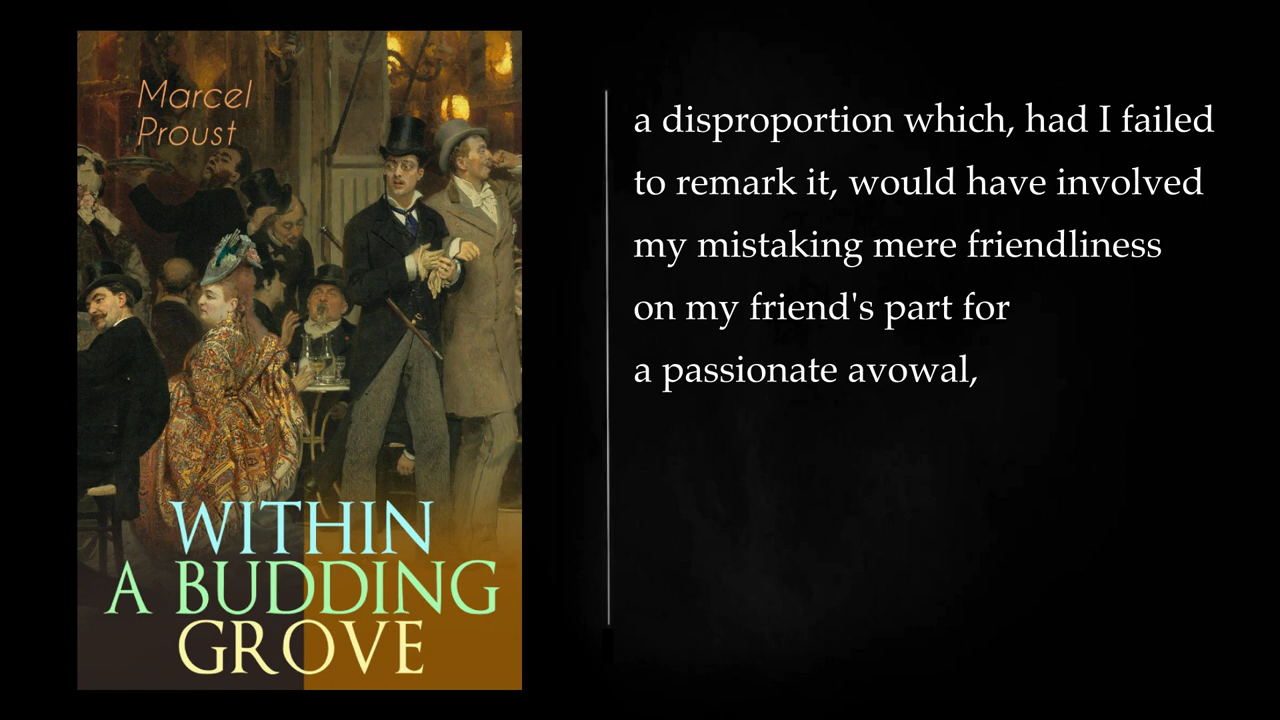 Marcel
Proust
WITHIN
A BUDDING
GROVE
a disproportion which, had I failed
to remark it, would have involved
my mistaking mere friendliness
on my friend's part for
a passionate avowal,